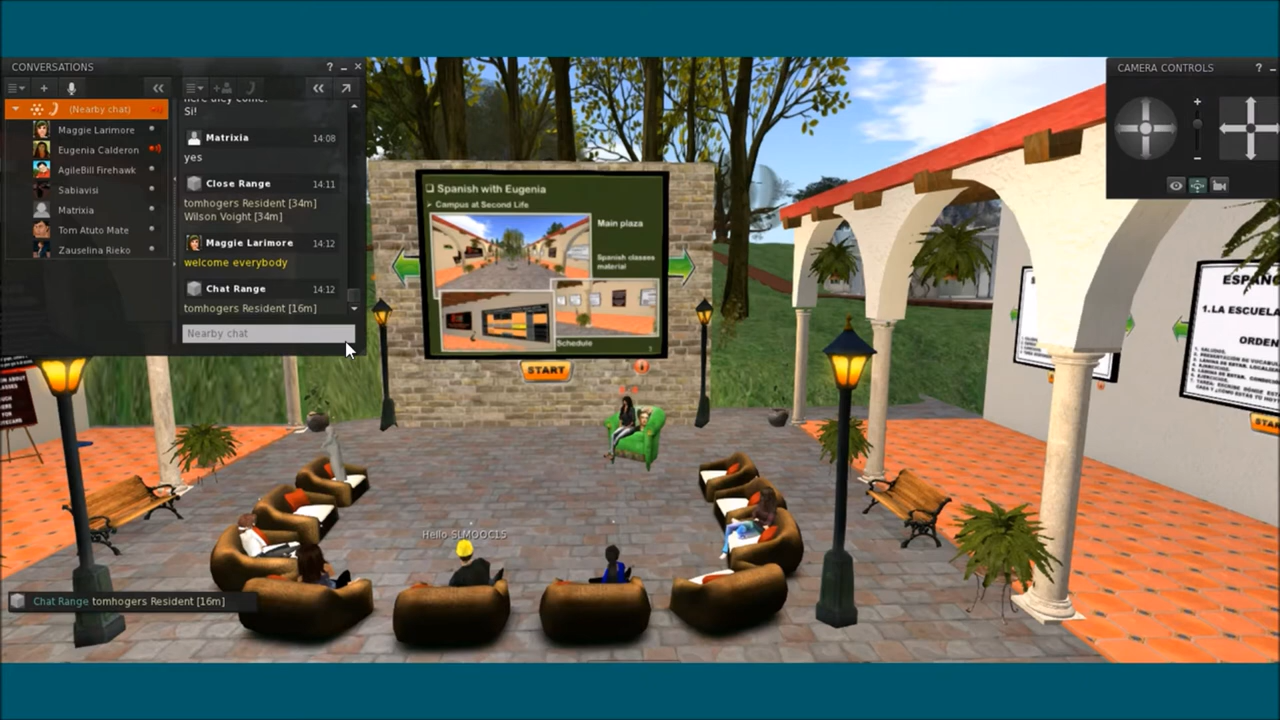 CONVERSATIONS
(Nearby chat)
Maggie Larimore
Eugenia Calderon
AgileBill Firehawk
Sabiavisi
Matrixia
Tom Atuto Mate
Zauselina Rieko
here they come!
Si!
Matrixia 14:08
yes
Close Range 14:11
tomhogers Resident [34m]
Wilson Voight [34m]
Maggie Larimore 14:12
welcome everybody
Chat Range 14:12
tomhogers Resident [16m]
Nearby chat
CAMERA CONTROLS
Spanish with Eugenia
Campus at Second Life
Main plaza
Spanish classes
material
Schedule
START
Hello SLMOOC15
Chat Range tomhogers Resident [16m]
1.LA ESCUELA
ORDEN